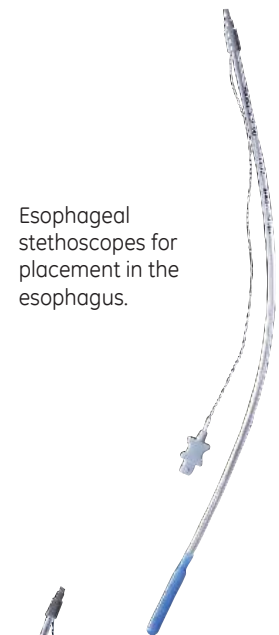 Esophageal
stethoscopes for
placement in the
esophagus.